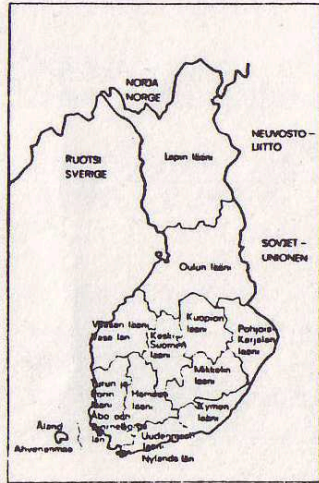 NORJA
NORGE
NEUVOSTO-
LIITTO
RUOTSI
SVERIGE
Lapin lääni
SOVJET-
UNIONEN
Oulun lääni
Vaasan lääni
Vasa län
Keski-
Suomen
lääni
Kuopion
lääni
Pohjois-
Karjalan
lääni
Mikkelin
lääni
Turun ja
Porin
lääni
Hämeen
lääni
Kymen
lääni
Åbo och
län
Åland
Ahvenanmaa
Uudenmaan
lääni
Nylands län